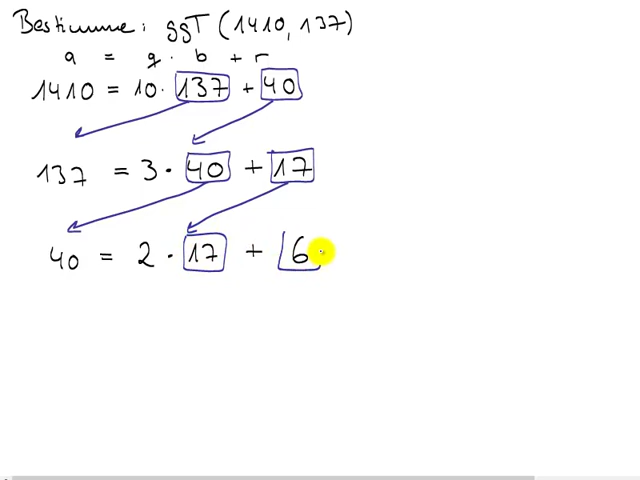 Bestimme: ggT (1410, 137)
a = q · b + r
1410 = 10 · 137 + 40
137 = 3 · 40 + 17
40 = 2 · 17 + 6